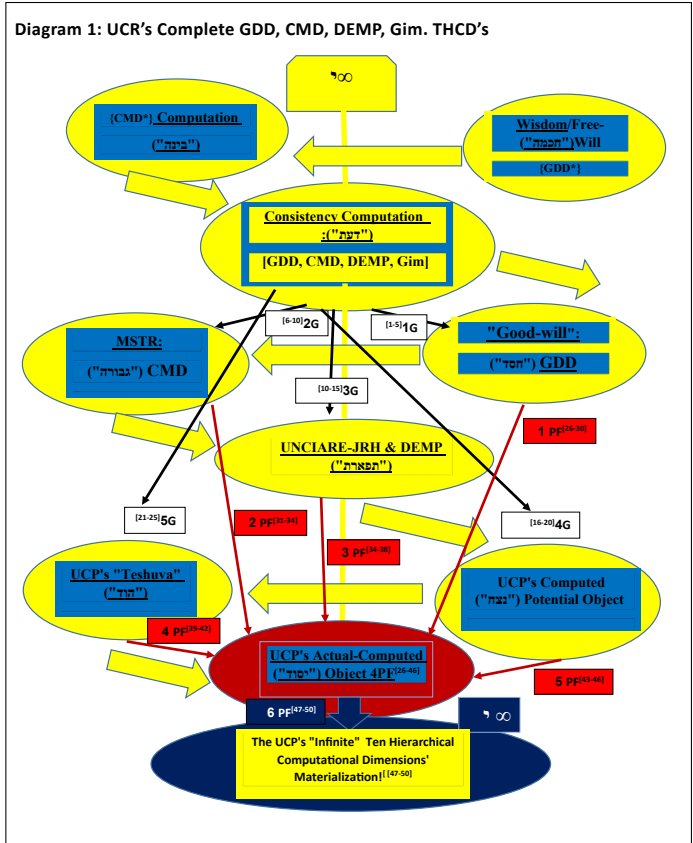 Diagram 1: UCR's Complete GDD, CMD, DEMP, Gim. THCD's
∞י
{CMD*} Computation
("בינה")
Wisdom/Free-
Will("חכמה")
{GDD*}
Consistency Computation
:("דעת")
[GDD, CMD, DEMP, Gim]
[6-10]2G
[1-5]1G
MSTR:
("גבורה") CMD
"Good-will":
("חסד") GDD
[10-15]3G
1 PF[26-30]
UNCIARE-JRH & DEMP
("תפארת")
[21-25]5G
[16-20]4G
2 PF[31-34]
3 PF[34-38]
UCP's "Teshuva"
("הוד")
UCP's Computed
("נצח") Potential Object
4 PF[39-42]
UCP's Actual-Computed
("יסוד") Object 4PF[26-46]
5 PF[43-46]
6 PF[47-50]
∞ י
The UCP's "Infinite" Ten Hierarchical
Computational Dimensions'
Materialization![ [47-50]